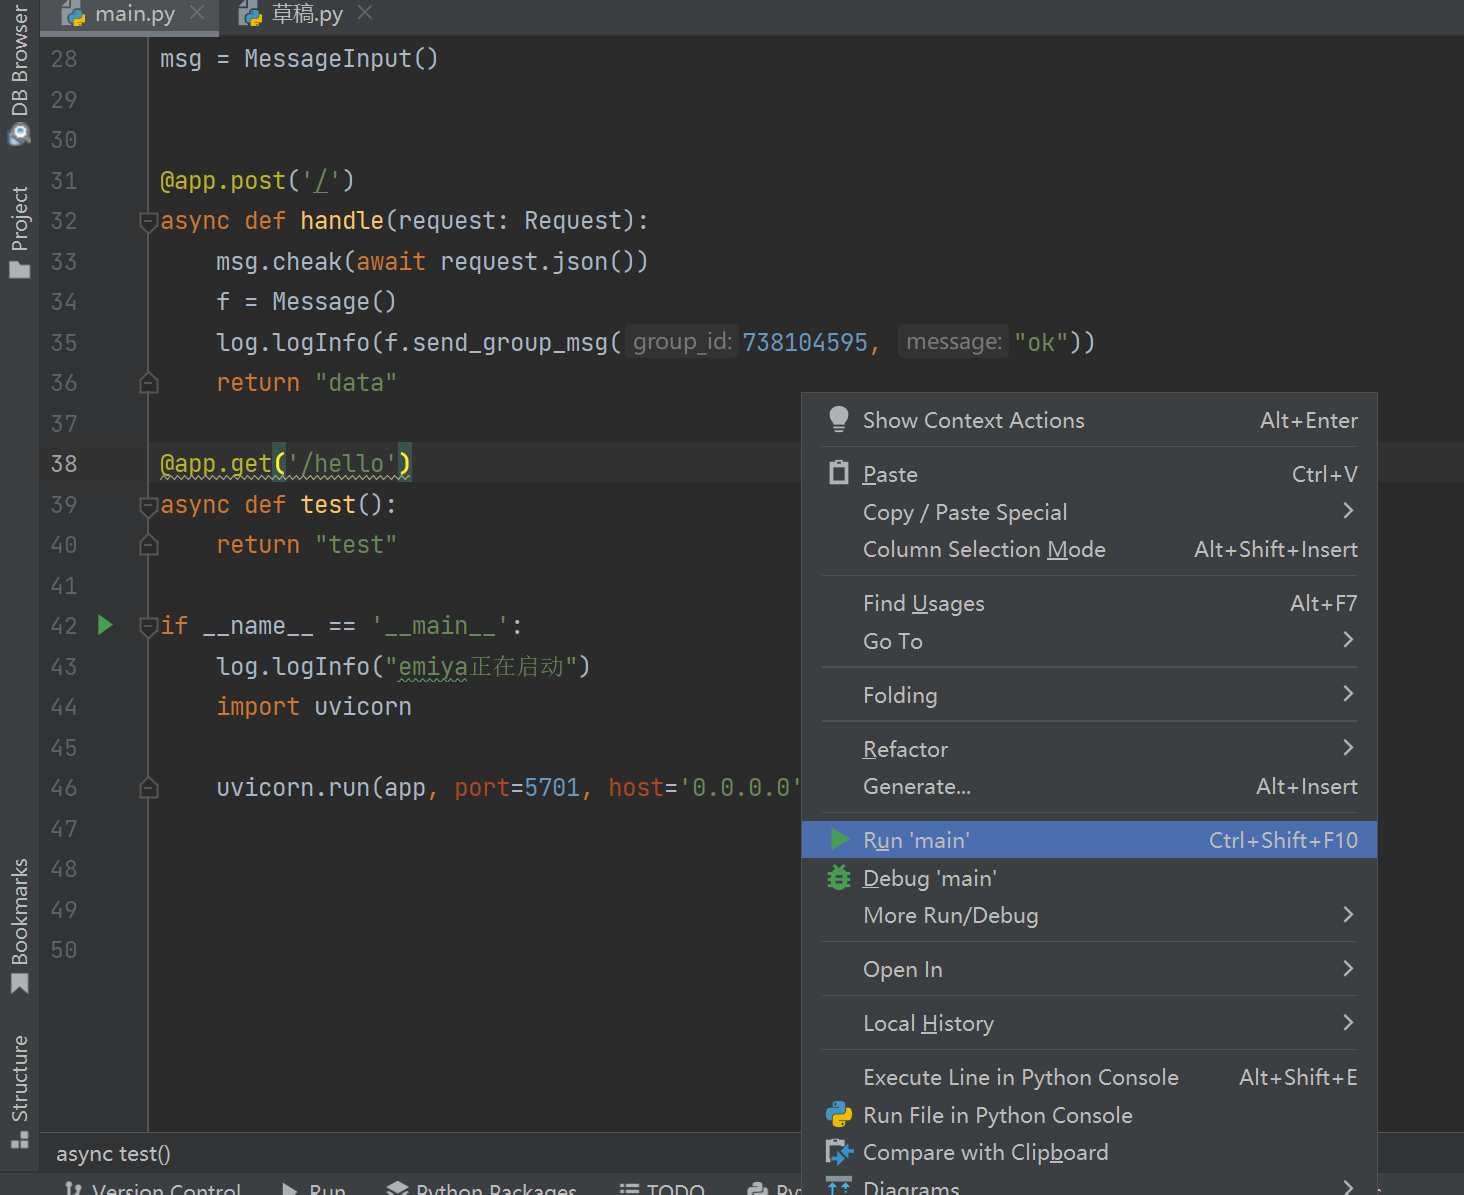 main.py
草稿.py
DB Browser
Project
Bookmarks
Structure
28 msg = MessageInput()
29
30
31 @app.post('/')
32 async def handle(request: Request):
33 msg.cheak(await request.json())
34 f = Message()
35 log.logInfo(f.send_group_msg( group_id: 738104595, message: "ok"))
36 return "data"
37
38 @app.get('/hello')
39 async def test():
40 return "test"
41
42 if __name__ == '__main__':
43 log.logInfo("emiya正在启动")
44 import uvicorn
45
46 uvicorn.run(app, port=5701, host='0.0.0.0'
47
48
49
50
Show Context Actions Alt+Enter
Paste Ctrl+V
Copy / Paste Special
Column Selection Mode Alt+Shift+Insert
Find Usages Alt+F7
Go To
Folding
Refactor
Generate... Alt+Insert
Run 'main' Ctrl+Shift+F10
Debug 'main'
More Run/Debug
Open In
Local History
Execute Line in Python Console Alt+Shift+E
Run File in Python Console
Compare with Clipboard
Diagrams
async test()
Version Control Run Python Packages TODO Py